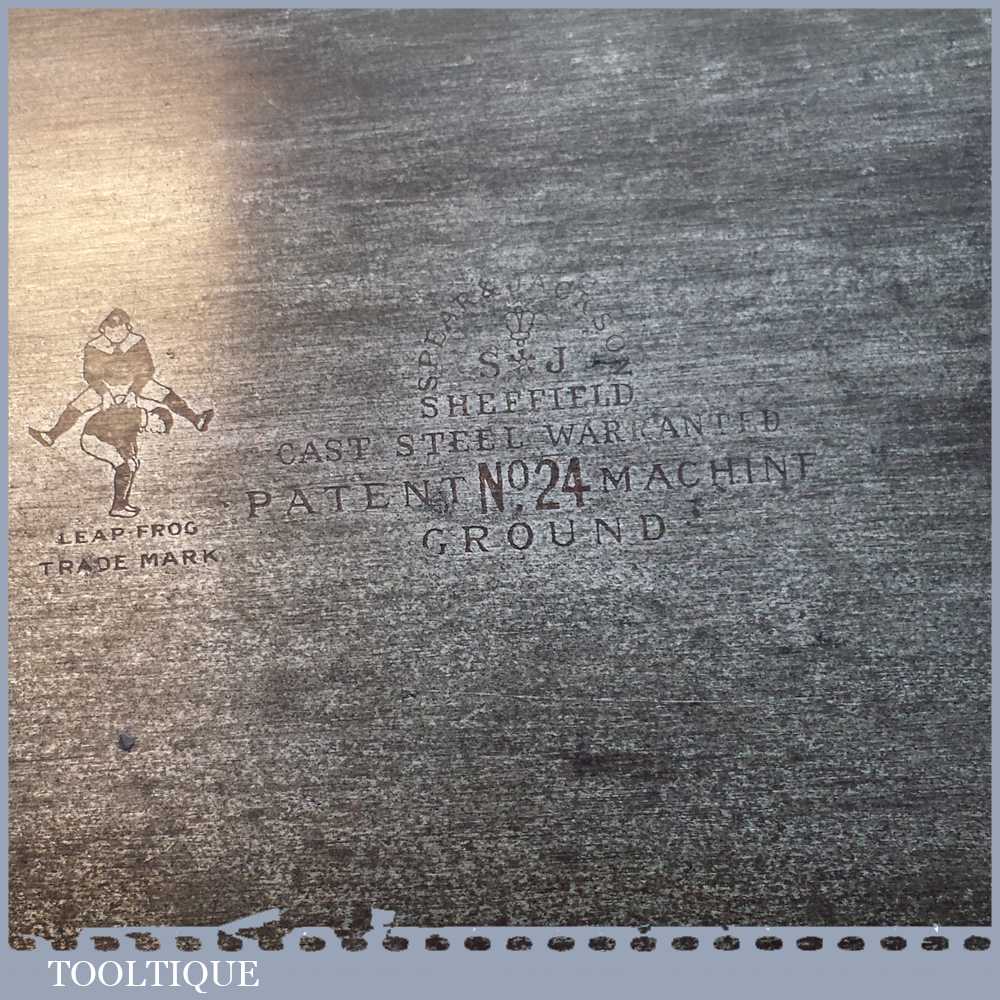 SPEAR & JACKSON
S J
SHEFFIELD
CAST STEEL WARRANTED
PATENT No. 24 MACHINE
GROUND
LEAP-FROG
TRADE MARK
TOOLTIQUE